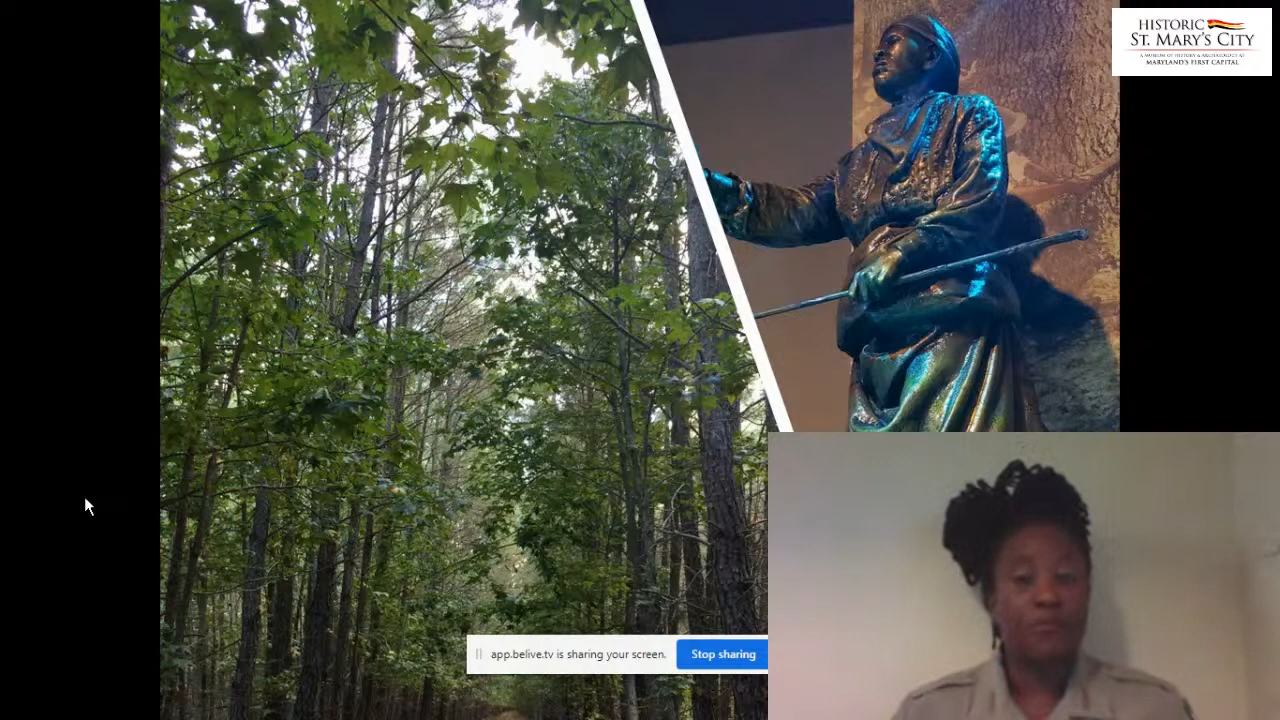 HISTORIC
ST. MARY'S CITY
A MUSEUM OF HISTORY & ARCHAEOLOGY AT
MARYLAND'S FIRST CAPITAL
app.belive.tv is sharing your screen.
Stop sharing